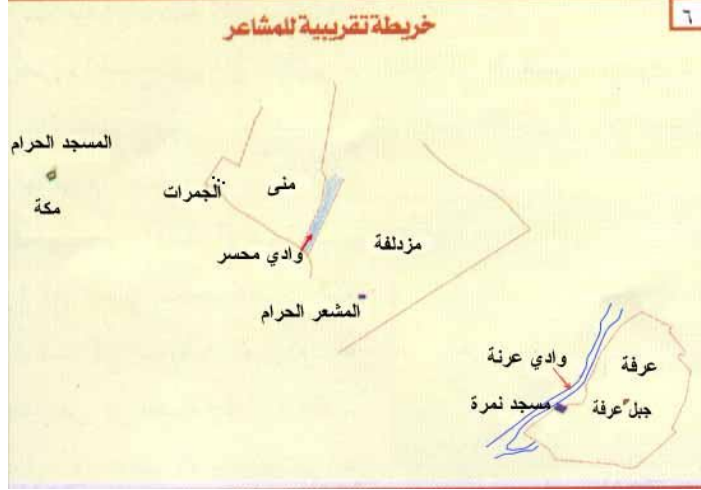 ٦
خريطة تقريبية للمشاعر
المسجد الحرام
مكة
الجمرات
منى
وادي محسر
مزدلفة
المشعر الحرام
وادي عرنة
عرفة
مسجد نمرة
جبل عرفة